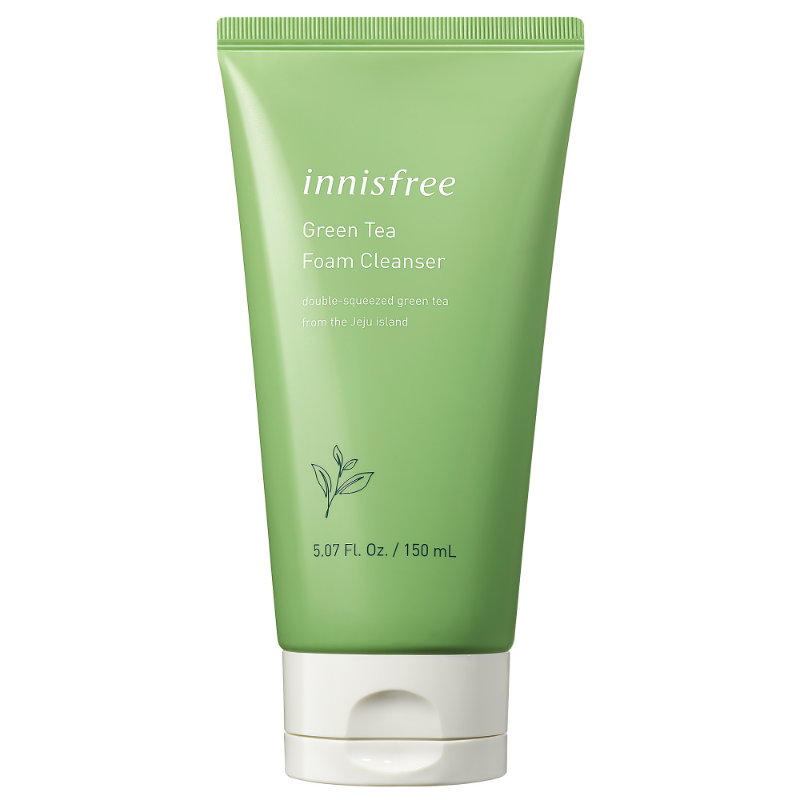 innisfree
Green Tea
Foam Cleanser
double-squeezed green tea
from the Jeju island
5.07 Fl. Oz. / 150 mL